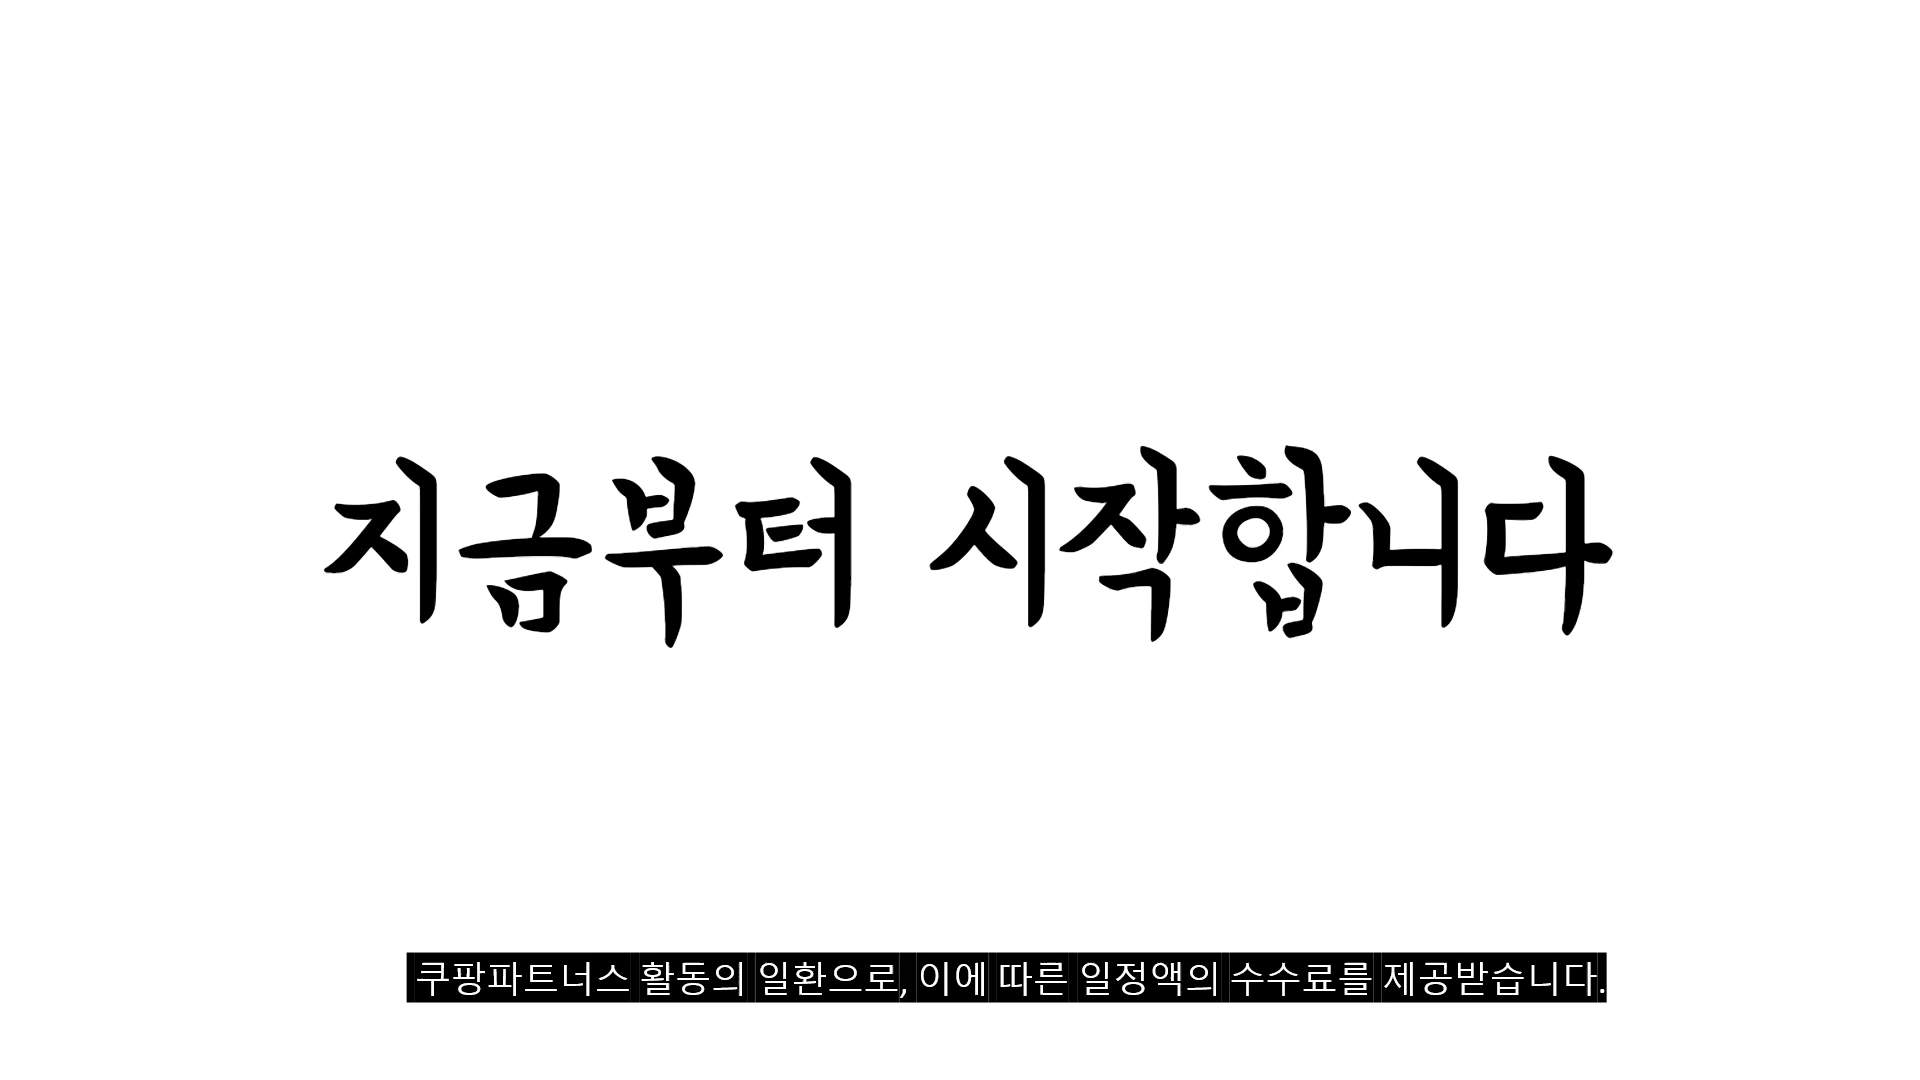 지금부터 시작합니다
쿠팡파트너스 활동의 일환으로, 이에 따른 일정액의 수수료를 제공받습니다.